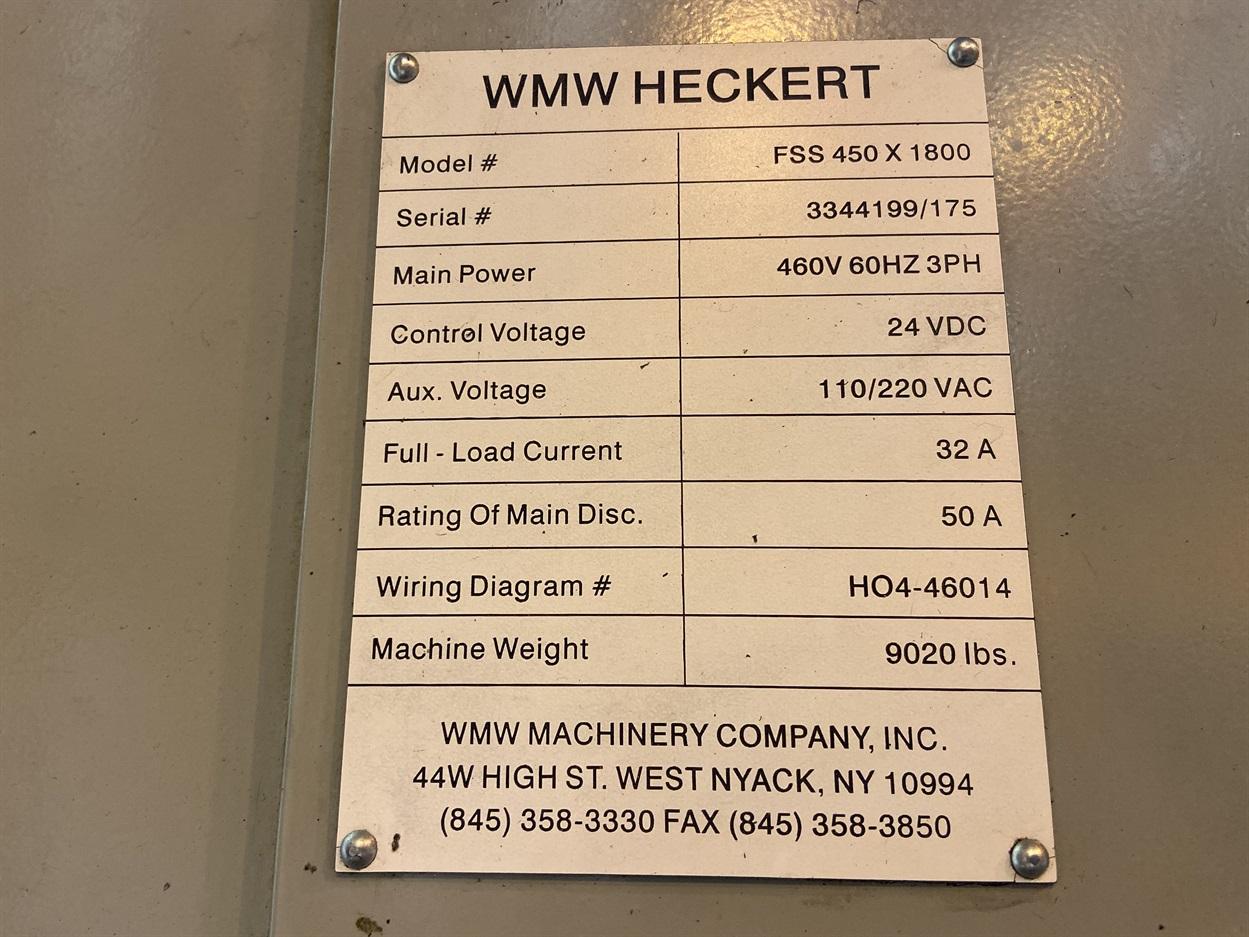 WMW HECKERT
Model # FSS 450 X 1800
Serial # 3344199/175
Main Power 460V 60HZ 3PH
Control Voltage 24 VDC
Aux. Voltage 110/220 VAC
Full - Load Current 32 A
Rating Of Main Disc. 50 A
Wiring Diagram # HO4-46014
Machine Weight 9020 lbs.
WMW MACHINERY COMPANY, INC.
44W HIGH ST. WEST NYACK, NY 10994
(845) 358-3330 FAX (845) 358-3850